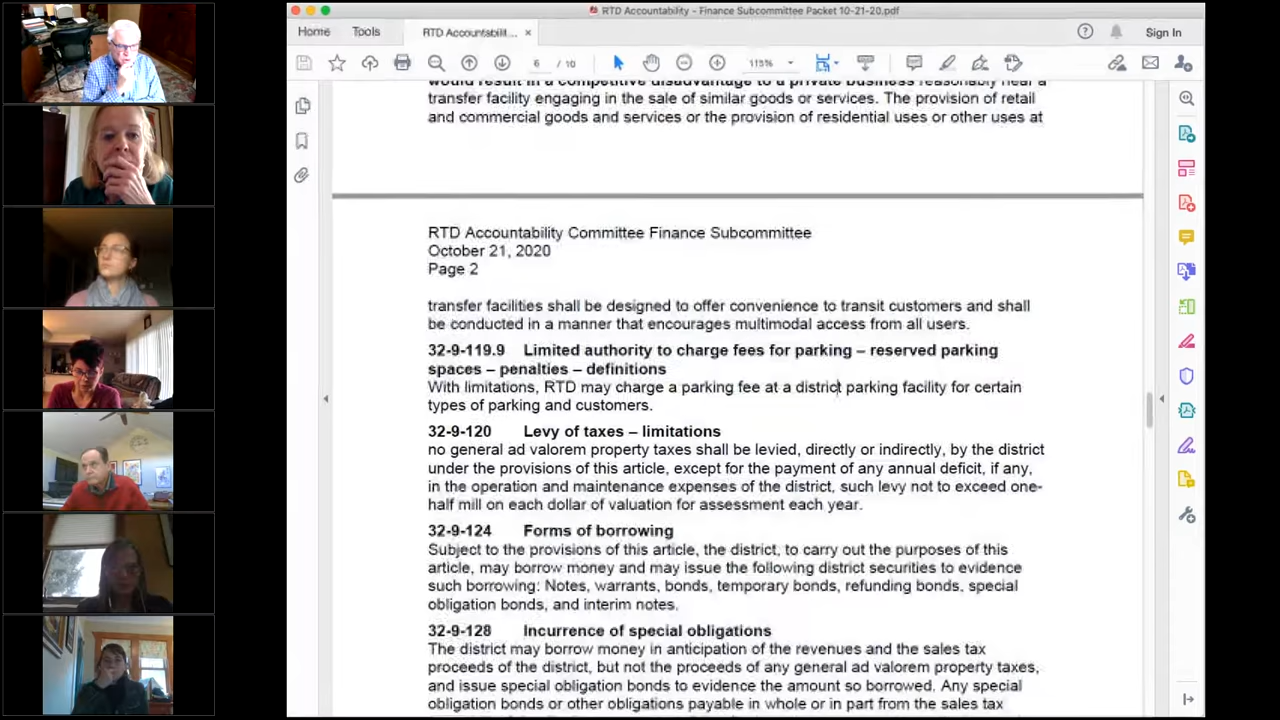 RTD Accountability - Finance Subcommittee Packet 10-21-20.pdf
Home Tools RTD Accountabilit... × Sign In
6 / 10 115%
would result in a competitive disadvantage to a private business reasonably near a
transfer facility engaging in the sale of similar goods or services. The provision of retail
and commercial goods and services or the provision of residential uses or other uses at
RTD Accountability Committee Finance Subcommittee
October 21, 2020
Page 2
transfer facilities shall be designed to offer convenience to transit customers and shall
be conducted in a manner that encourages multimodal access from all users.
32-9-119.9 Limited authority to charge fees for parking – reserved parking
spaces – penalties – definitions
With limitations, RTD may charge a parking fee at a district parking facility for certain
types of parking and customers.
32-9-120 Levy of taxes – limitations
no general ad valorem property taxes shall be levied, directly or indirectly, by the district
under the provisions of this article, except for the payment of any annual deficit, if any,
in the operation and maintenance expenses of the district, such levy not to exceed one-
half mill on each dollar of valuation for assessment each year.
32-9-124 Forms of borrowing
Subject to the provisions of this article, the district, to carry out the purposes of this
article, may borrow money and may issue the following district securities to evidence
such borrowing: Notes, warrants, bonds, temporary bonds, refunding bonds, special
obligation bonds, and interim notes.
32-9-128 Incurrence of special obligations
The district may borrow money in anticipation of the revenues and the sales tax
proceeds of the district, but not the proceeds of any general ad valorem property taxes,
and issue special obligation bonds to evidence the amount so borrowed. Any special
obligation bonds or other obligations payable in whole or in part from the sales tax